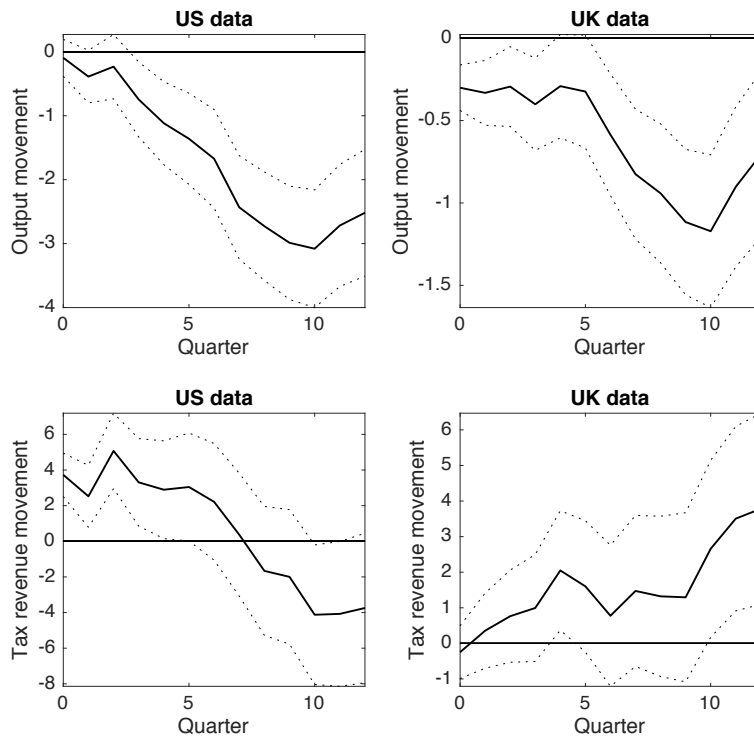 US data
0
-1
-2
-3
-4
Output movement
0 5 10
Quarter
UK data
0
-0.5
-1
-1.5
Output movement
0 5 10
Quarter
US data
6
4
2
0
-2
-4
-6
-8
Tax revenue movement
0 5 10
Quarter
UK data
6
5
4
3
2
1
0
-1
Tax revenue movement
0 5 10
Quarter